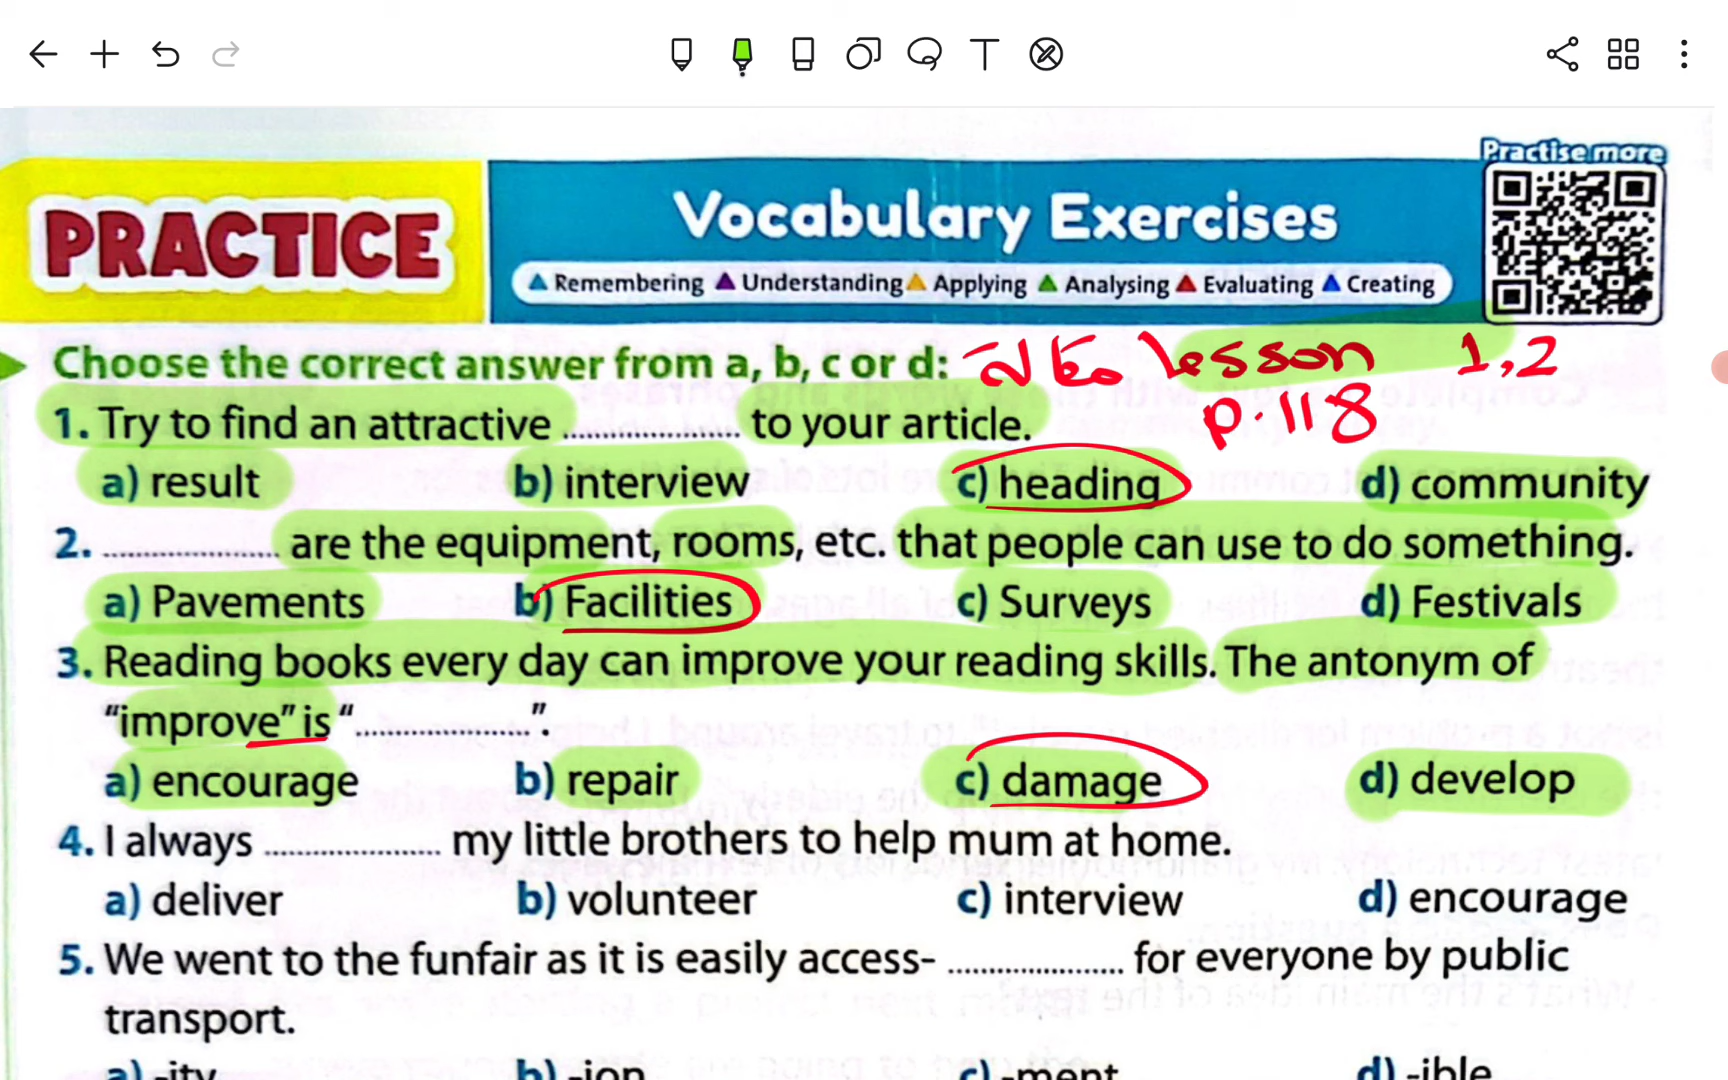 Practise more
PRACTICE
Vocabulary Exercises
Remembering Understanding Applying Analysing Evaluating Creating
Choose the correct answer from a, b, c or d: lesson 1,2
p.118
1. Try to find an attractive .................... to your article.
a) result b) interview c) heading d) community
2. .................... are the equipment, rooms, etc. that people can use to do something.
a) Pavements b) Facilities c) Surveys d) Festivals
3. Reading books every day can improve your reading skills. The antonym of
“improve” is “ .................... ”.
a) encourage b) repair c) damage d) develop
4. I always .................... my little brothers to help mum at home.
a) deliver b) volunteer c) interview d) encourage
5. We went to the funfair as it is easily access- .................... for everyone by public
transport.
a) -ity b) -ion c) -ment d) -ible